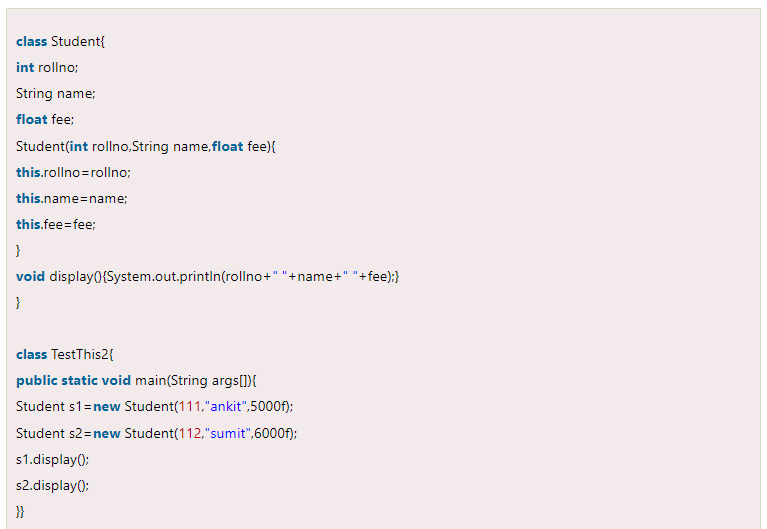 class Student{
int rollno;
String name;
float fee;
Student(int rollno,String name,float fee){
this.rollno=rollno;
this.name=name;
this.fee=fee;
}
void display(){System.out.println(rollno+" "+name+" "+fee);}
}
class TestThis2{
public static void main(String args[]){
Student s1=new Student(111,"ankit",5000f);
Student s2=new Student(112,"sumit",6000f);
s1.display();
s2.display();
}}